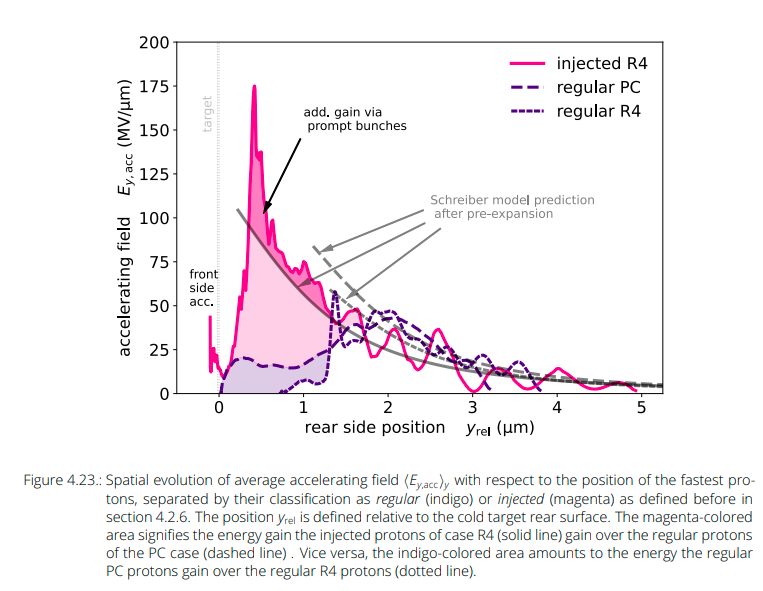 200
175
150
125
100
75
50
25
0
accelerating field E_y,acc (MV/μm)
target
injected R4
regular PC
regular R4
add. gain via
prompt bunches
Schreiber model prediction
after pre-expansion
front
side
acc.
0 1 2 3 4 5
rear side position y_rel (μm)
Figure 4.23.: Spatial evolution of average accelerating field ⟨E_y,acc⟩_y with respect to the position of the fastest pro-
tons, separated by their classification as regular (indigo) or injected (magenta) as defined before in
section 4.2.6. The position y_rel is defined relative to the cold target rear surface. The magenta-colored
area signifies the energy gain the injected protons of case R4 (solid line) gain over the regular protons
of the PC case (dashed line) . Vice versa, the indigo-colored area amounts to the energy the regular
PC protons gain over the regular R4 protons (dotted line).